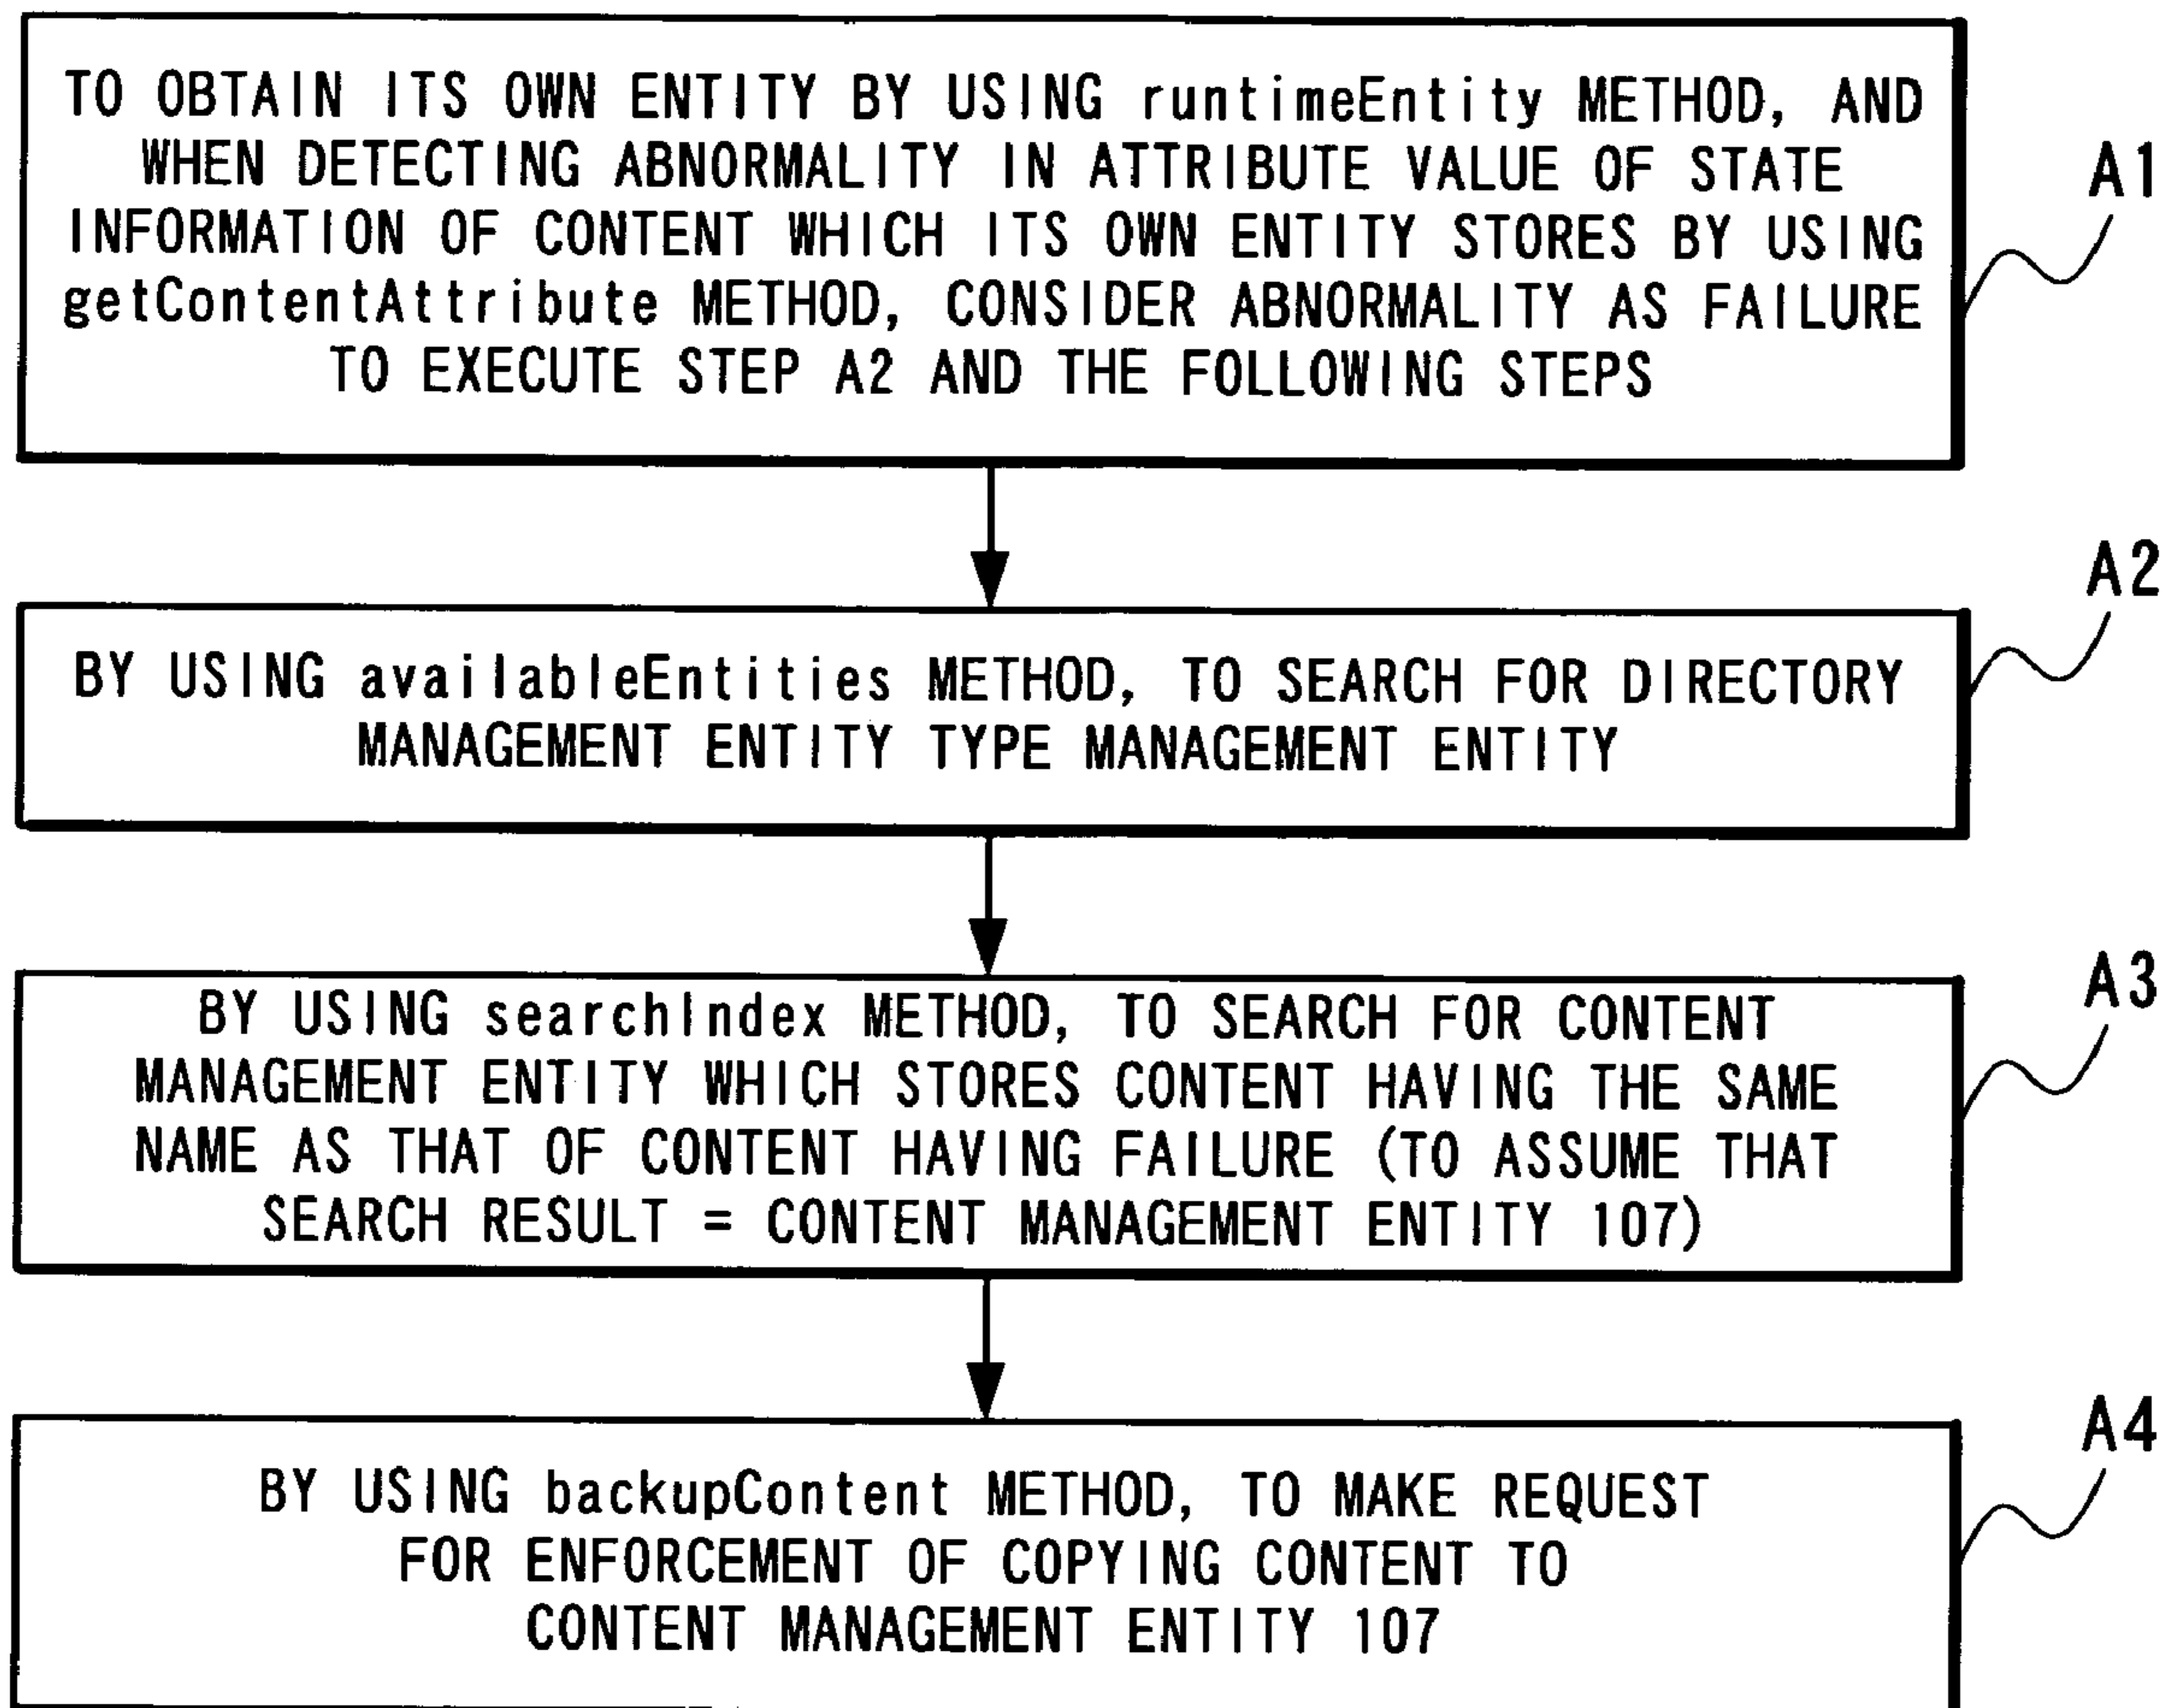 TO OBTAIN ITS OWN ENTITY BY USING runtimeEntity METHOD, AND
WHEN DETECTING ABNORMALITY IN ATTRIBUTE VALUE OF STATE
INFORMATION OF CONTENT WHICH ITS OWN ENTITY STORES BY USING
getContentAttribute METHOD, CONSIDER ABNORMALITY AS FAILURE
TO EXECUTE STEP A2 AND THE FOLLOWING STEPS
A1
BY USING availableEntities METHOD, TO SEARCH FOR DIRECTORY
MANAGEMENT ENTITY TYPE MANAGEMENT ENTITY
A2
BY USING searchIndex METHOD, TO SEARCH FOR CONTENT
MANAGEMENT ENTITY WHICH STORES CONTENT HAVING THE SAME
NAME AS THAT OF CONTENT HAVING FAILURE (TO ASSUME THAT
SEARCH RESULT = CONTENT MANAGEMENT ENTITY 107)
A3
BY USING backupContent METHOD, TO MAKE REQUEST
FOR ENFORCEMENT OF COPYING CONTENT TO
CONTENT MANAGEMENT ENTITY 107
A4